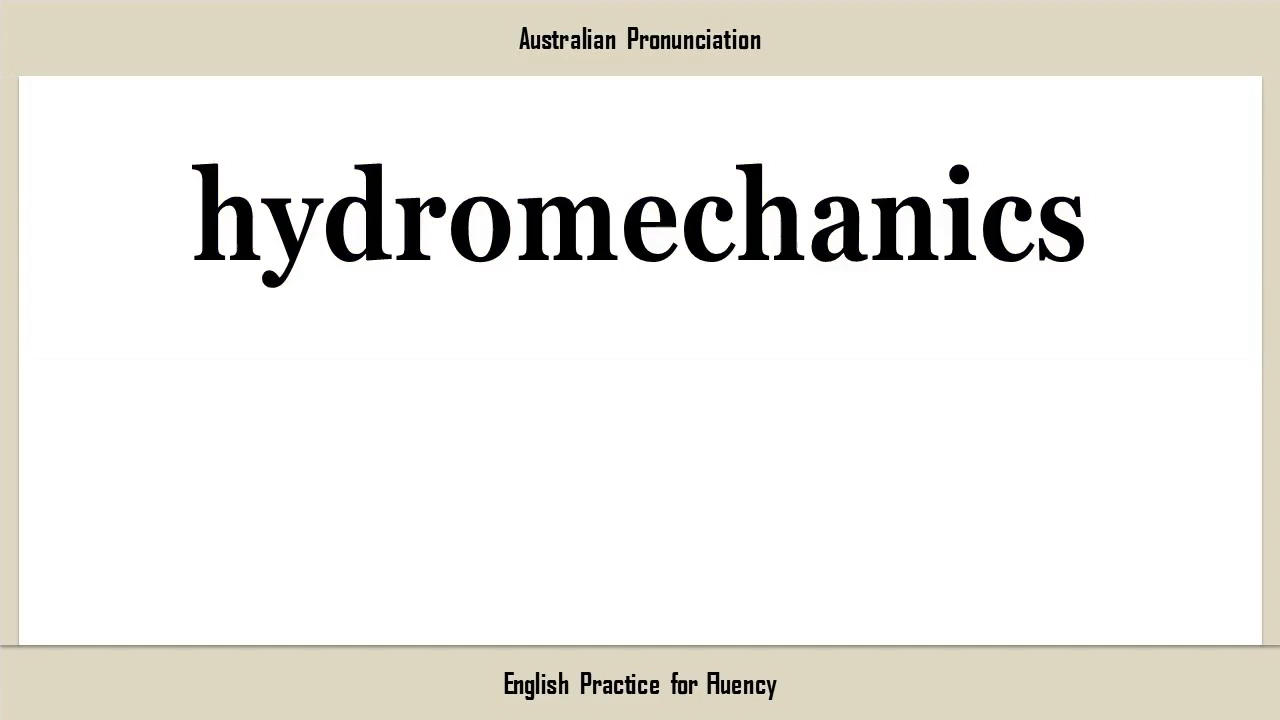 Australian Pronunciation
hydromechanics
English Practice for Fluency